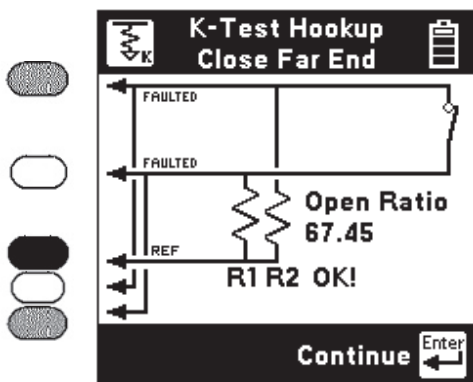 K
K-Test Hookup
Close Far End
FAULTED
FAULTED
Open Ratio
67.45
REF
R1 R2 OK!
Continue Enter